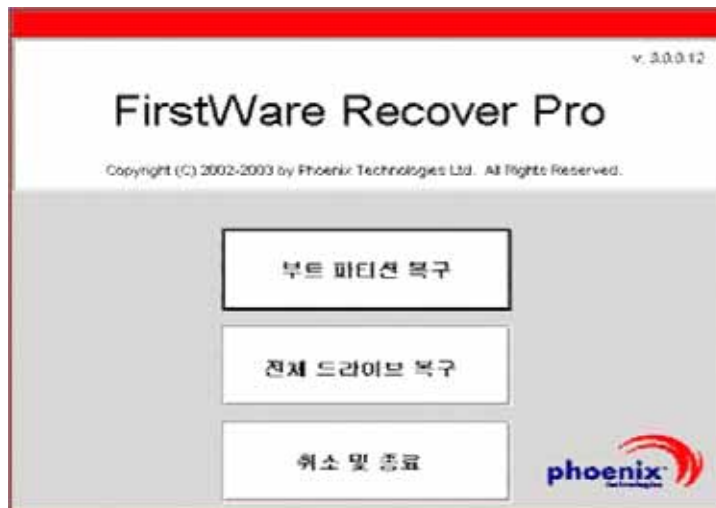 v. 3.0.0.12
FirstWare Recover Pro
Copyright (C) 2002-2003 by Phoenix Technologies Ltd. All Rights Reserved.
부트 파티션 복구
전체 드라이브 복구
취소 및 종료
phoenix
technologies